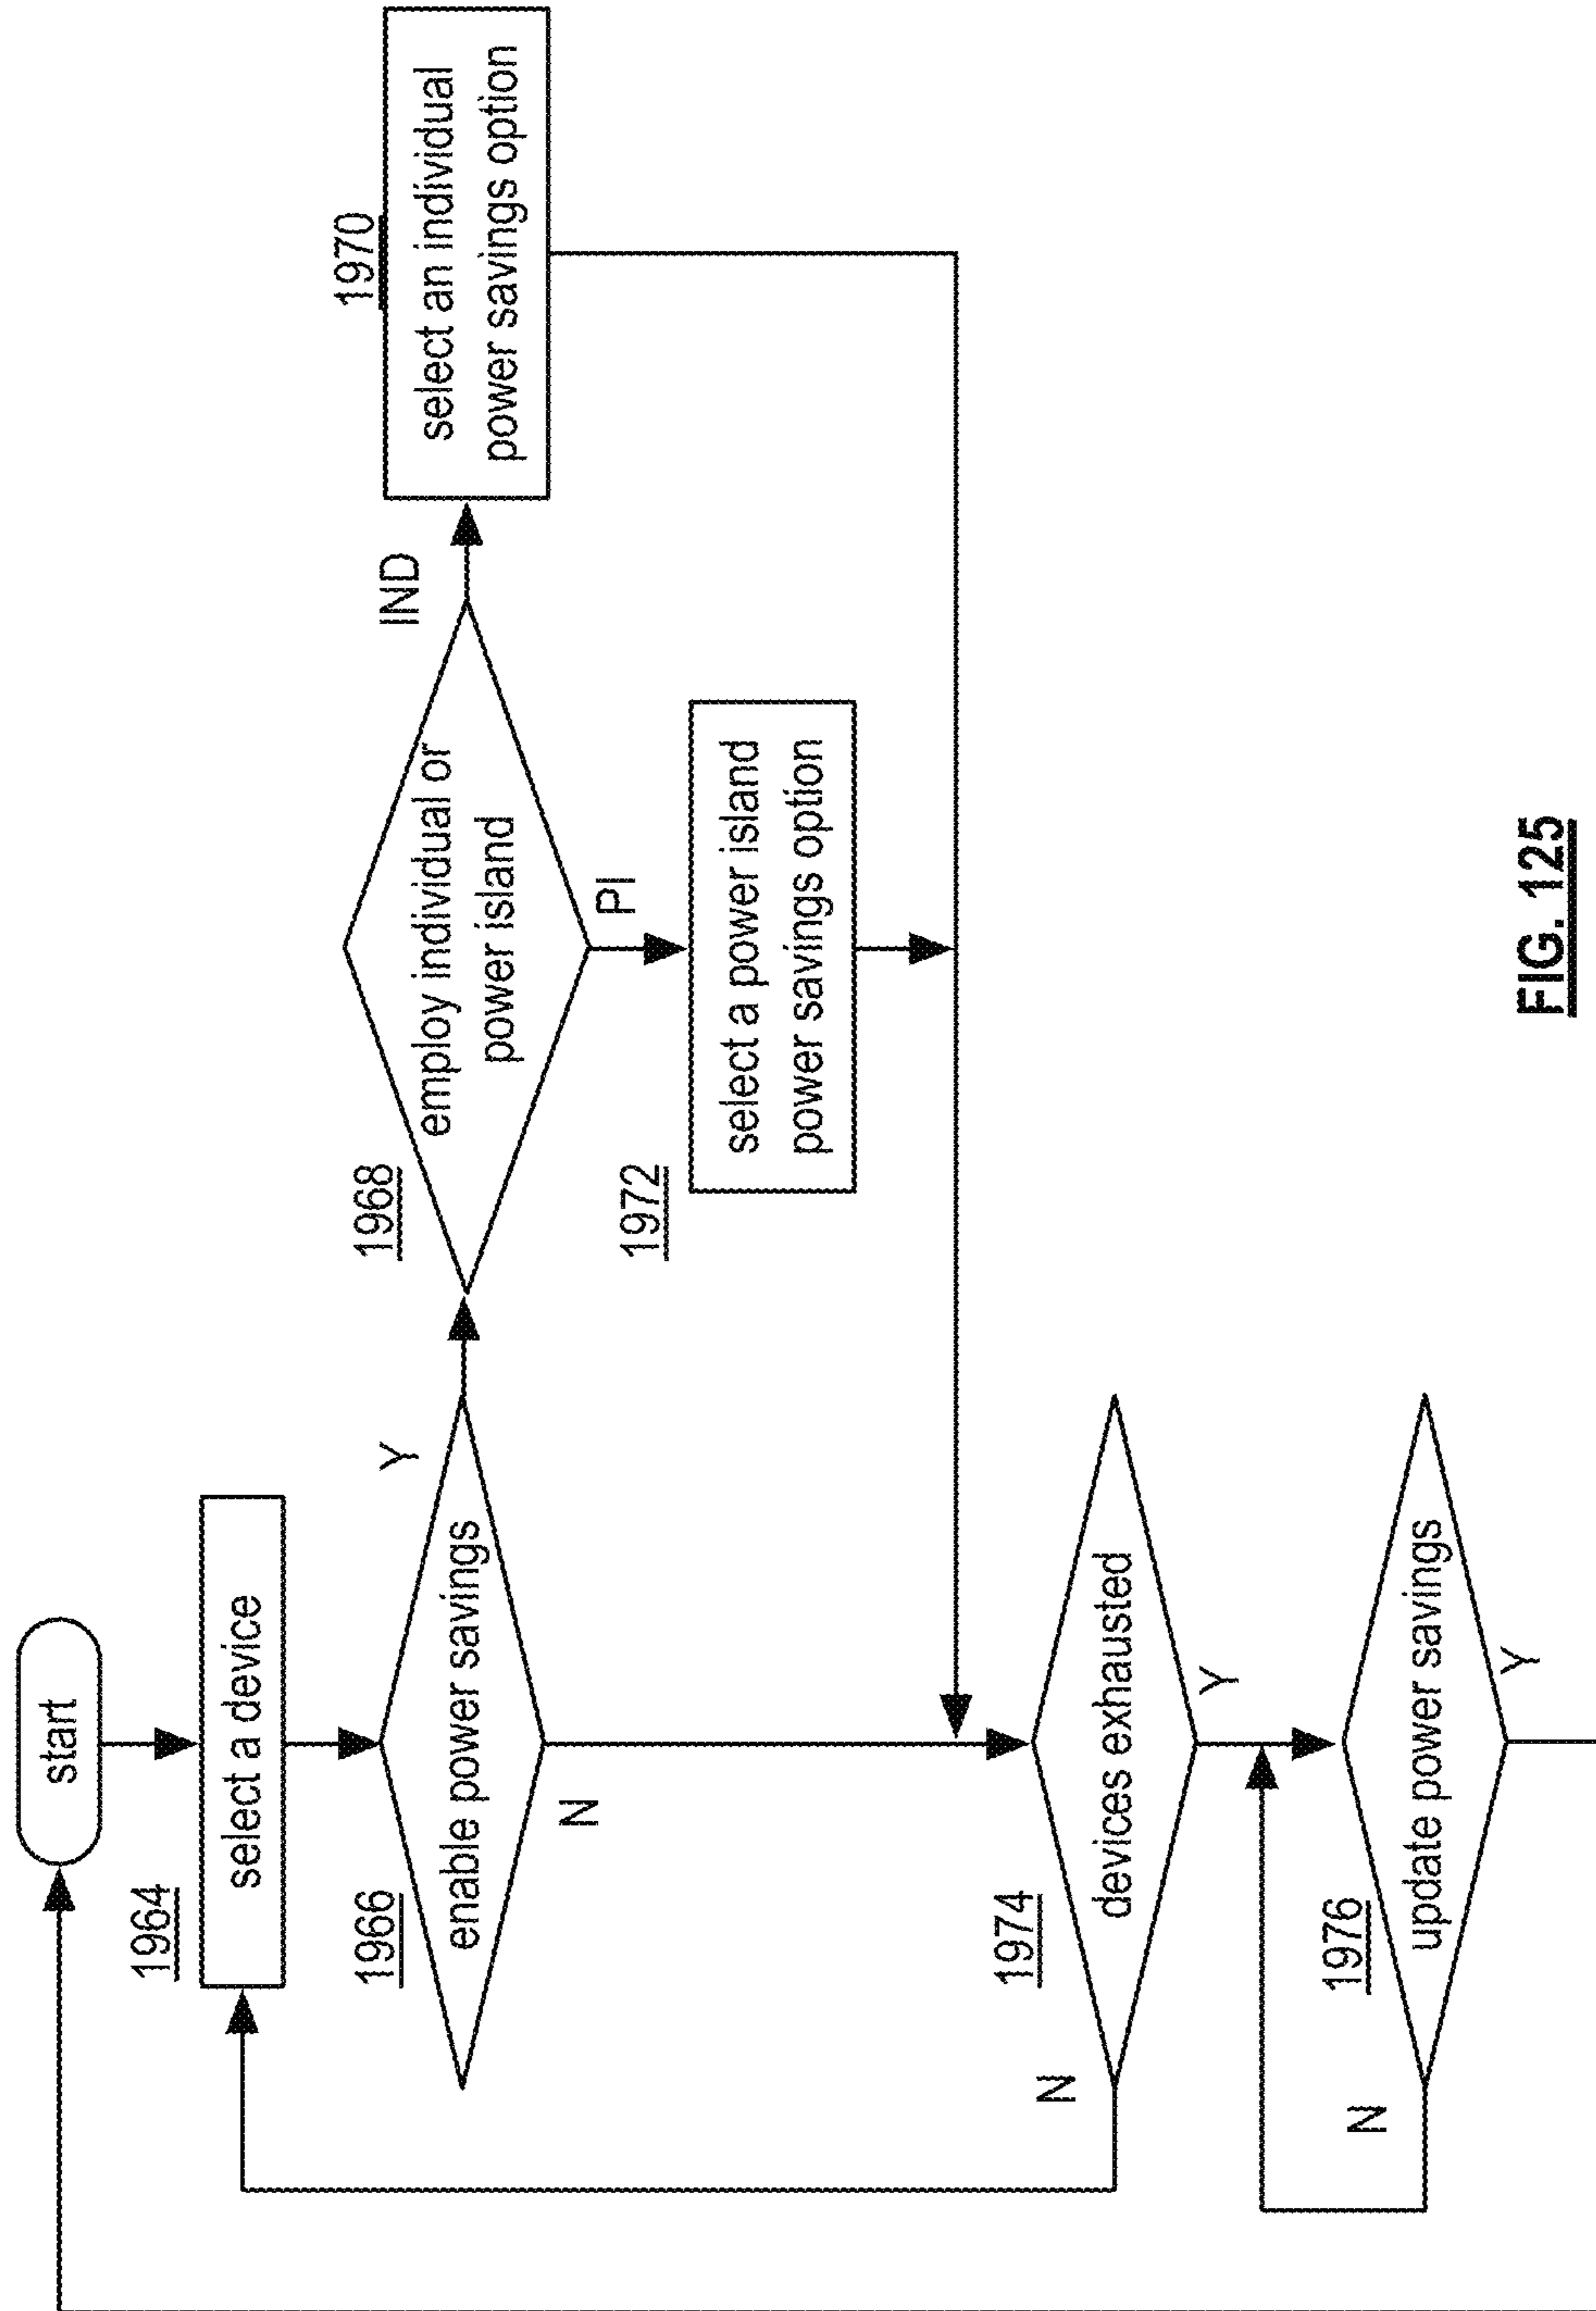 start
1964
select a device
1966
enable power savings
Y
N
1968
employ individual or
power island
IND
PI
1970
select an individual
power savings option
1972
select a power island
power savings option
1974
devices exhausted
N
Y
1976
update power savings
N
Y
FIG. 125